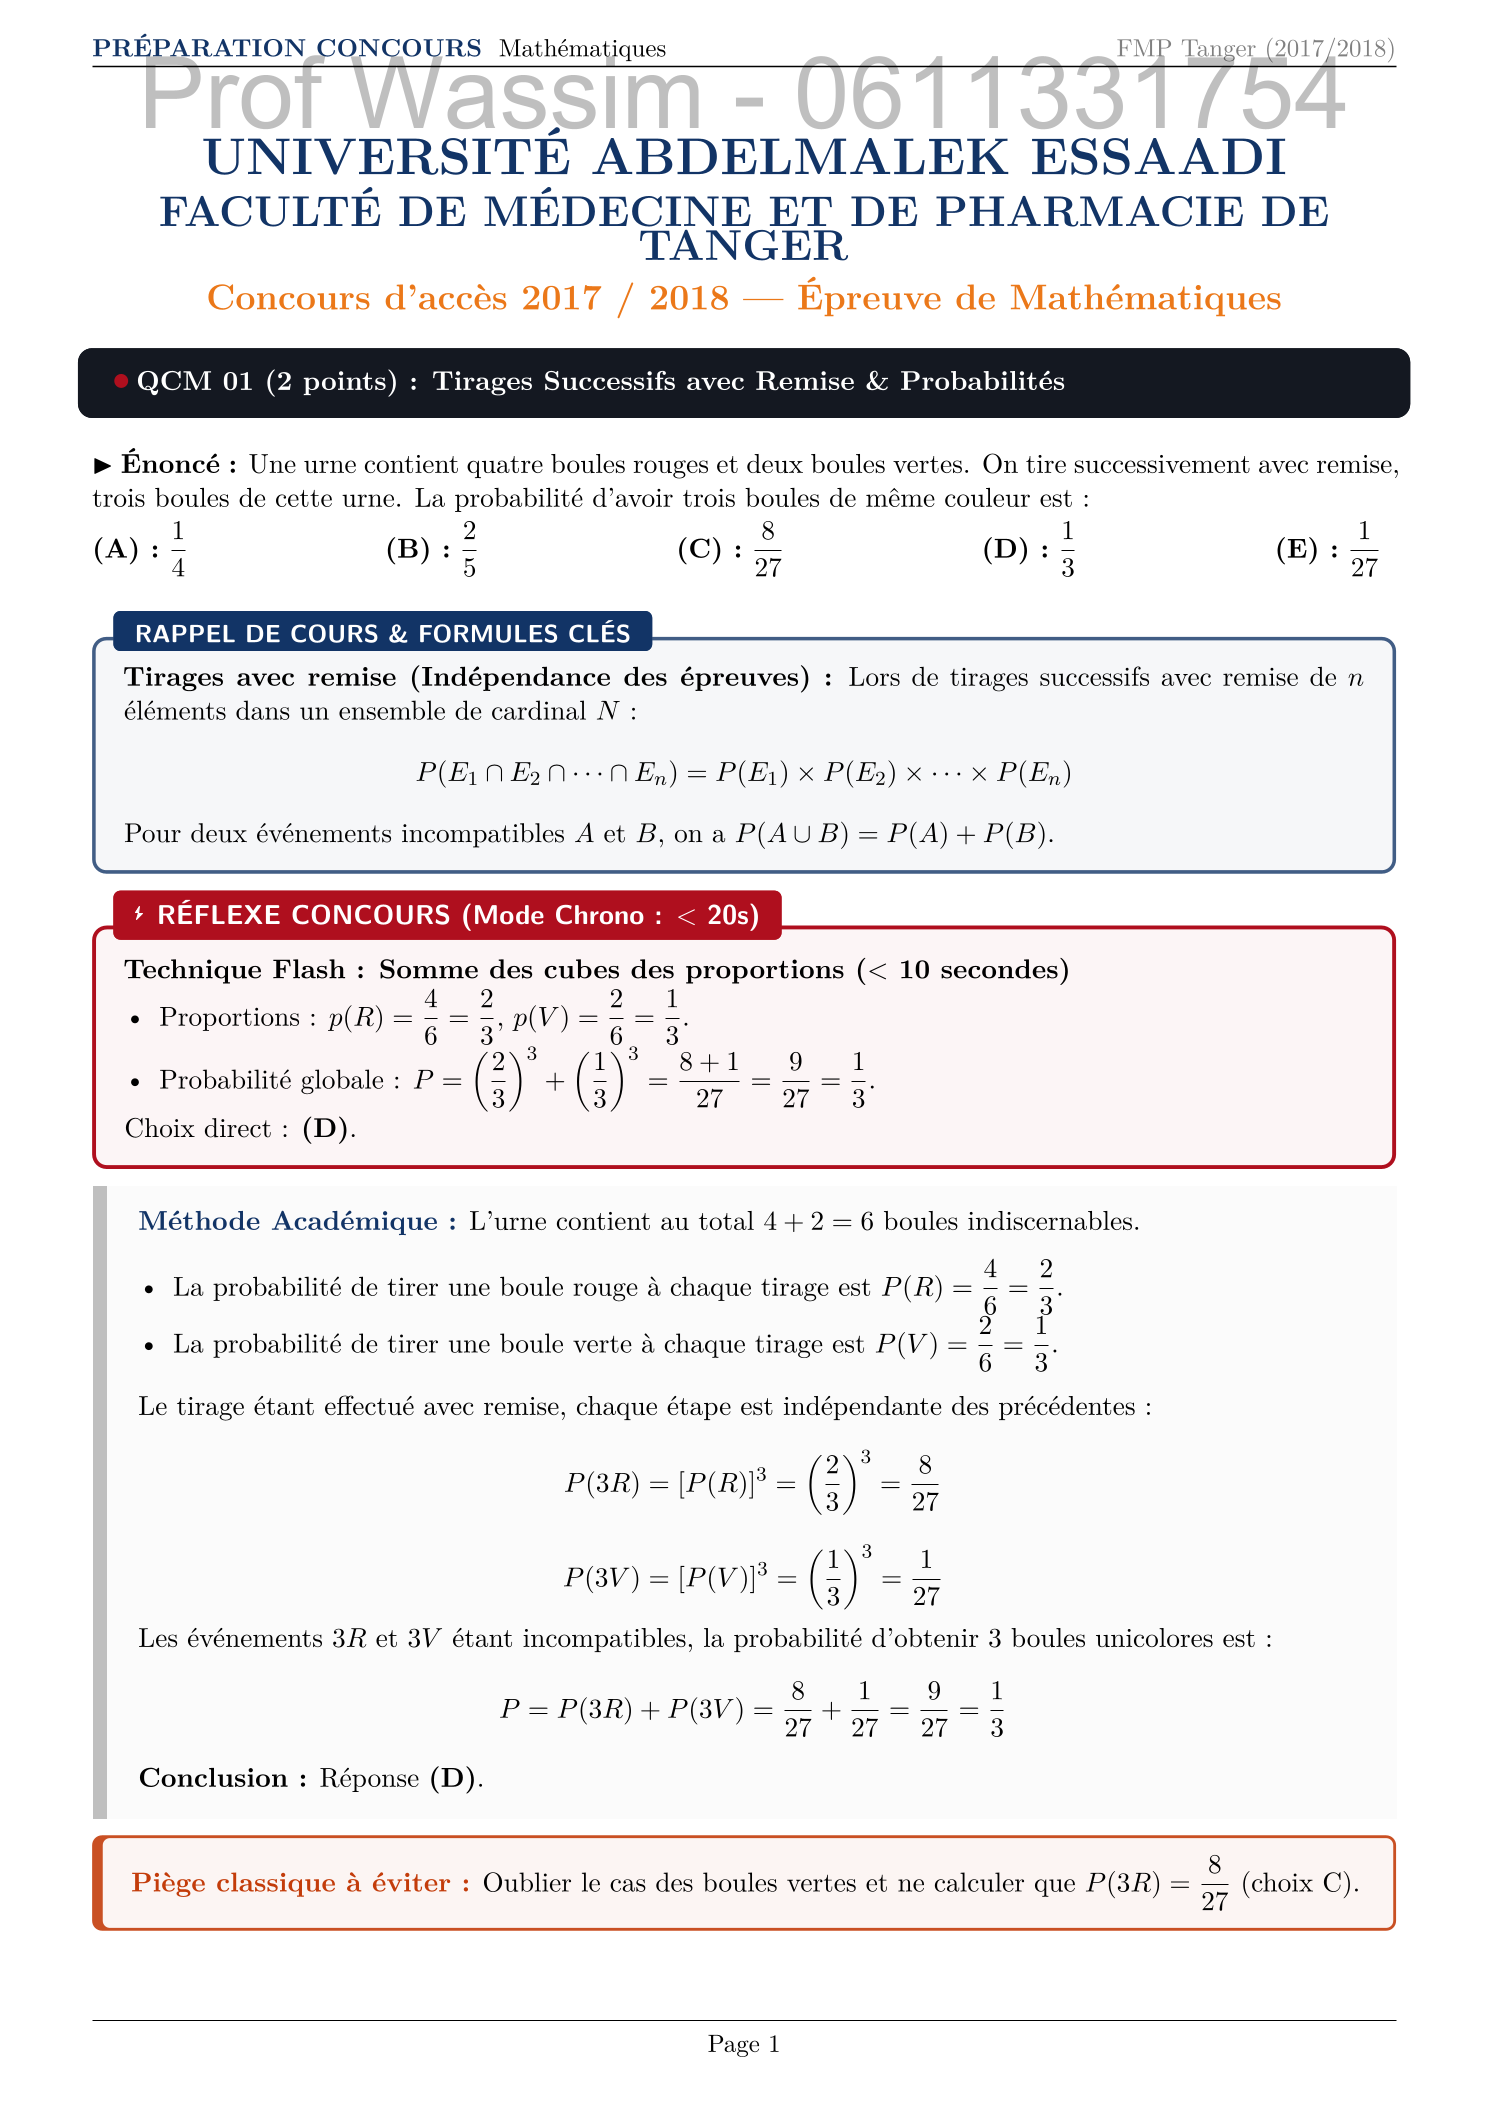 PRÉPARATION CONCOURS Mathématiques FMP Tanger (2017/2018)
Prof Wassim - 0611331754
UNIVERSITÉ ABDELMALEK ESSAADI
FACULTÉ DE MÉDECINE ET DE PHARMACIE DE
TANGER
Concours d'accès 2017 / 2018 — Épreuve de Mathématiques
● QCM 01 (2 points) : Tirages Successifs avec Remise & Probabilités
▶ Énoncé : Une urne contient quatre boules rouges et deux boules vertes. On tire successivement avec remise,
trois boules de cette urne. La probabilité d'avoir trois boules de même couleur est :
(A) : 1/4 (B) : 2/5 (C) : 8/27 (D) : 1/3 (E) : 1/27
RAPPEL DE COURS & FORMULES CLÉS
Tirages avec remise (Indépendance des épreuves) : Lors de tirages successifs avec remise de n
éléments dans un ensemble de cardinal N :
P(E₁ ∩ E₂ ∩ ⋯ ∩ Eₙ) = P(E₁) × P(E₂) × ⋯ × P(Eₙ)
Pour deux événements incompatibles A et B, on a P(A ∪ B) = P(A) + P(B).
RÉFLEXE CONCOURS (Mode Chrono : < 20s)
Technique Flash : Somme des cubes des proportions (< 10 secondes)
• Proportions : p(R) = 4/6 = 2/3, p(V) = 2/6 = 1/3.
• Probabilité globale : P = (2/3)³ + (1/3)³ = (8 + 1)/27 = 9/27 = 1/3.
Choix direct : (D).
Méthode Académique : L'urne contient au total 4 + 2 = 6 boules indiscernables.
• La probabilité de tirer une boule rouge à chaque tirage est P(R) = 4/6 = 2/3.
• La probabilité de tirer une boule verte à chaque tirage est P(V) = 2/6 = 1/3.
Le tirage étant effectué avec remise, chaque étape est indépendante des précédentes :
P(3R) = [P(R)]³ = (2/3)³ = 8/27
P(3V) = [P(V)]³ = (1/3)³ = 1/27
Les événements 3R et 3V étant incompatibles, la probabilité d'obtenir 3 boules unicolores est :
P = P(3R) + P(3V) = 8/27 + 1/27 = 9/27 = 1/3
Conclusion : Réponse (D).
Piège classique à éviter : Oublier le cas des boules vertes et ne calculer que P(3R) = 8/27 (choix C).
Page 1